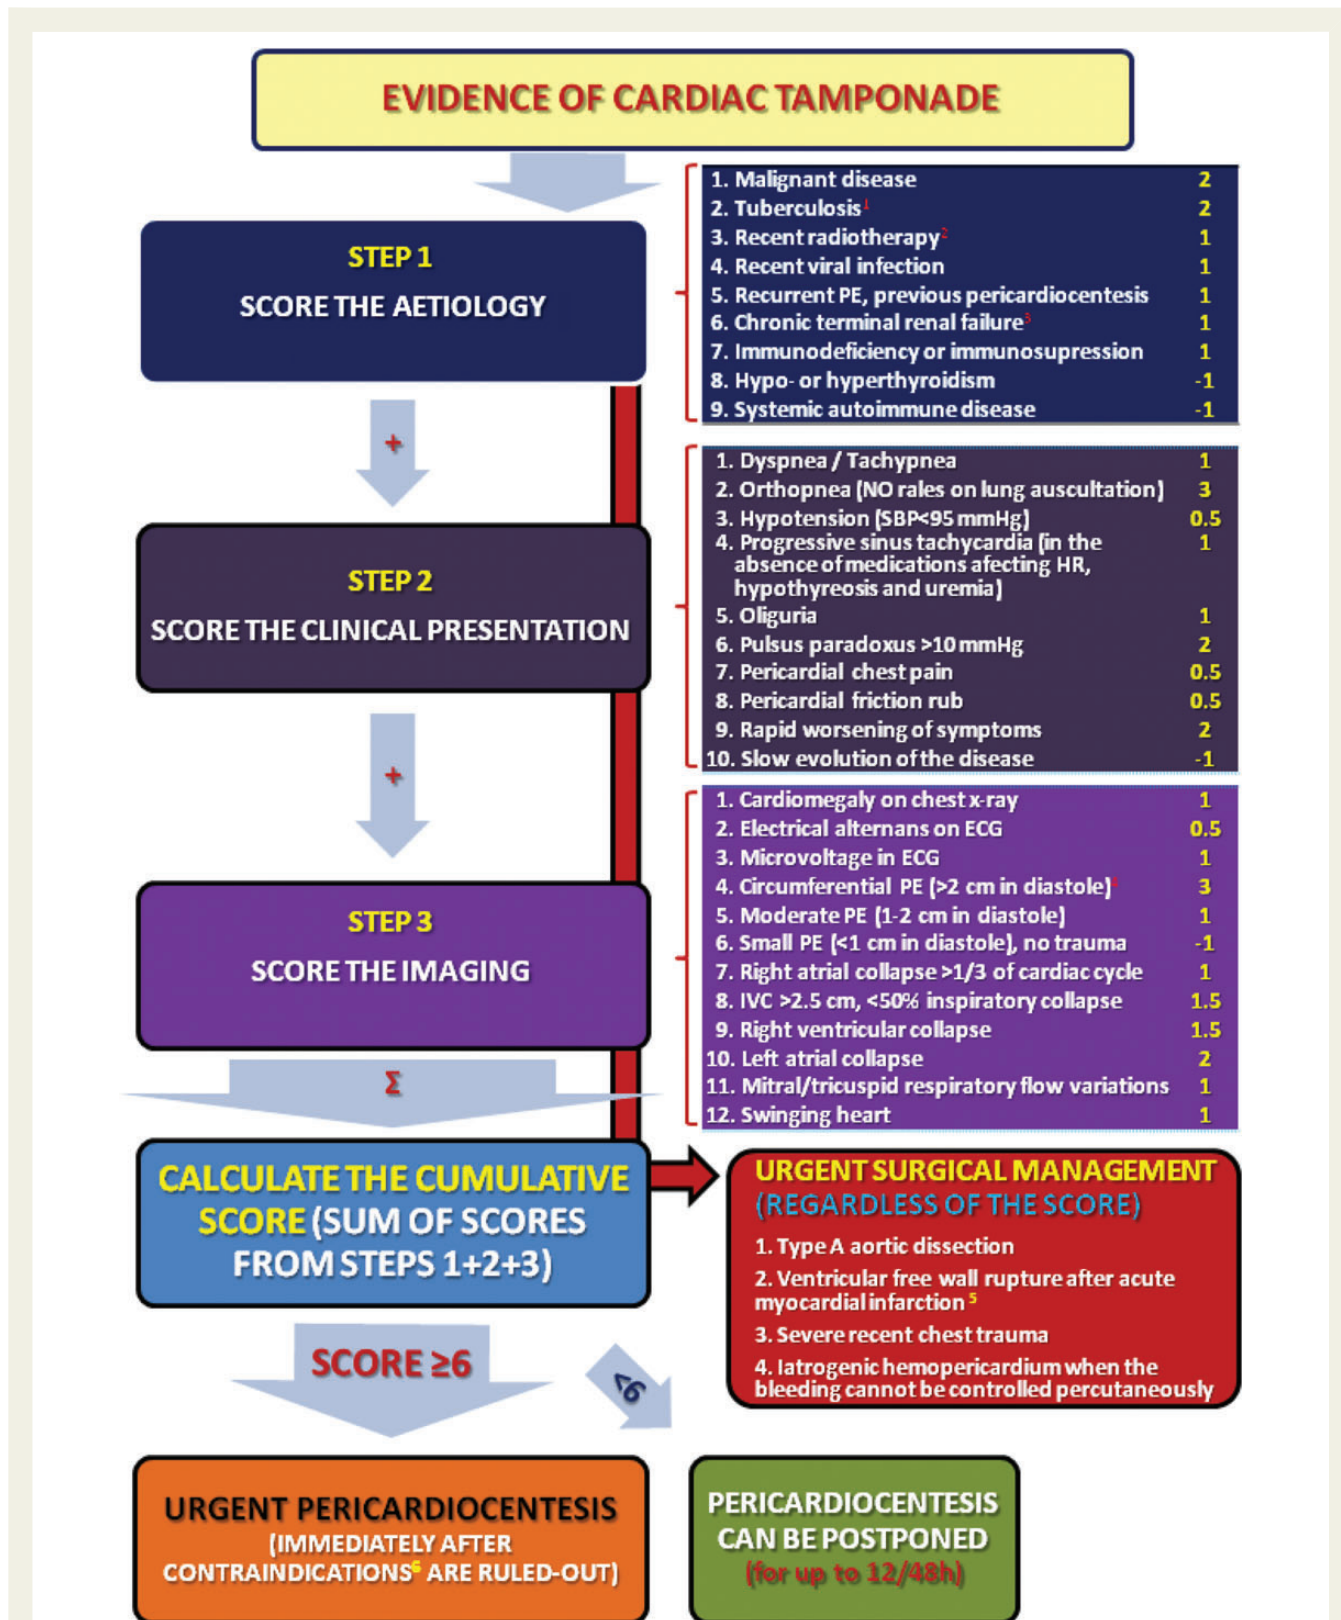 EVIDENCE OF CARDIAC TAMPONADE
STEP 1
SCORE THE AETIOLOGY
1. Malignant disease 2
2. Tuberculosis¹ 2
3. Recent radiotherapy² 1
4. Recent viral infection 1
5. Recurrent PE, previous pericardiocentesis 1
6. Chronic terminal renal failure³ 1
7. Immunodeficiency or immunosupression 1
8. Hypo- or hyperthyroidism -1
9. Systemic autoimmune disease -1
+
STEP 2
SCORE THE CLINICAL PRESENTATION
1. Dyspnea / Tachypnea 1
2. Orthopnea (NO rales on lung auscultation) 3
3. Hypotension (SBP<95 mmHg) 0.5
4. Progressive sinus tachycardia (in the 1
absence of medications afecting HR,
hypothyreosis and uremia)
5. Oliguria 1
6. Pulsus paradoxus >10 mmHg 2
7. Pericardial chest pain 0.5
8. Pericardial friction rub 0.5
9. Rapid worsening of symptoms 2
10. Slow evolution of the disease -1
+
STEP 3
SCORE THE IMAGING
1. Cardiomegaly on chest x-ray 1
2. Electrical alternans on ECG 0.5
3. Microvoltage in ECG 1
4. Circumferential PE (>2 cm in diastole) 3
5. Moderate PE (1-2 cm in diastole) 1
6. Small PE (<1 cm in diastole), no trauma -1
7. Right atrial collapse >1/3 of cardiac cycle 1
8. IVC >2.5 cm, <50% inspiratory collapse 1.5
9. Right ventricular collapse 1.5
10. Left atrial collapse 2
11. Mitral/tricuspid respiratory flow variations 1
12. Swinging heart 1
Σ
CALCULATE THE CUMULATIVE
SCORE (SUM OF SCORES
FROM STEPS 1+2+3)
URGENT SURGICAL MANAGEMENT
(REGARDLESS OF THE SCORE)
1. Type A aortic dissection
2. Ventricular free wall rupture after acute
myocardial infarction ⁵
3. Severe recent chest trauma
4. Iatrogenic hemopericardium when the
bleeding cannot be controlled percutaneously
SCORE ≥6
<6
URGENT PERICARDIOCENTESIS
(IMMEDIATELY AFTER
CONTRAINDICATIONS⁶ ARE RULED-OUT)
PERICARDIOCENTESIS
CAN BE POSTPONED
(for up to 12/48h)